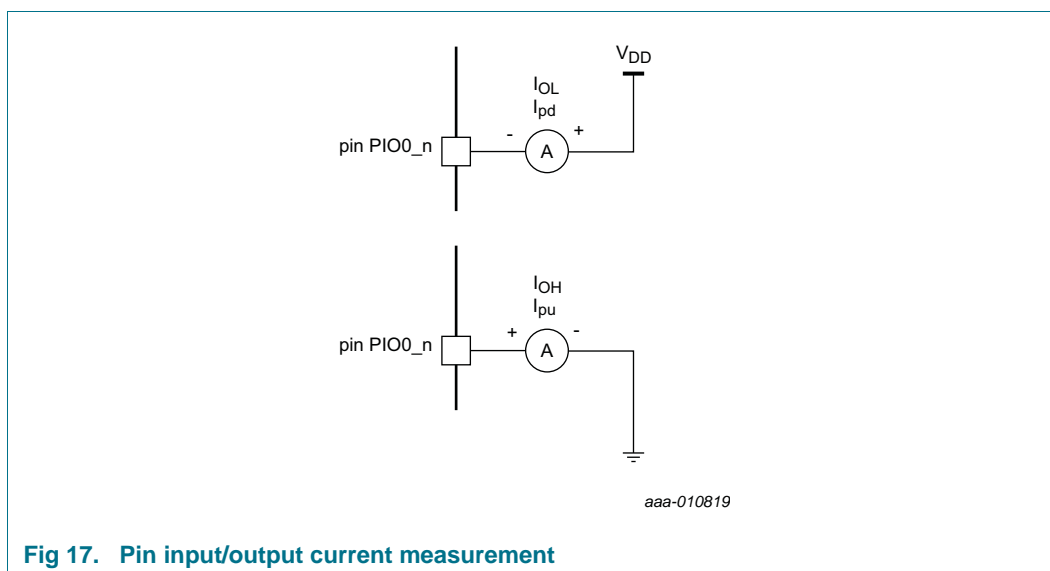 V_DD
I_OL
I_pd
- +
A
pin PIO0_n
I_OH
I_pu
+ -
A
pin PIO0_n
aaa-010819
Fig 17. Pin input/output current measurement